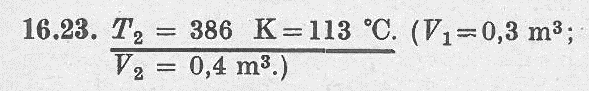 16.23. T₂ = 386 K=113 °C. (V₁=0,3 m³;
V₂ = 0,4 m³.)